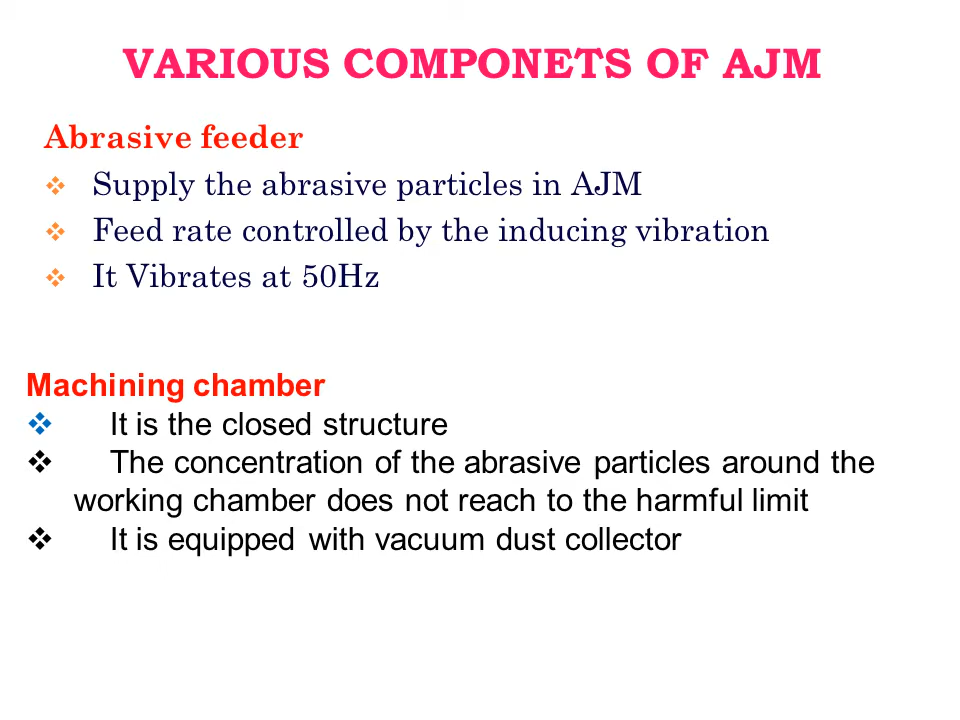 VARIOUS COMPONETS OF AJM
Abrasive feeder
❖ Supply the abrasive particles in AJM
❖ Feed rate controlled by the inducing vibration
❖ It Vibrates at 50Hz
Machining chamber
❖ It is the closed structure
❖ The concentration of the abrasive particles around the
working chamber does not reach to the harmful limit
❖ It is equipped with vacuum dust collector